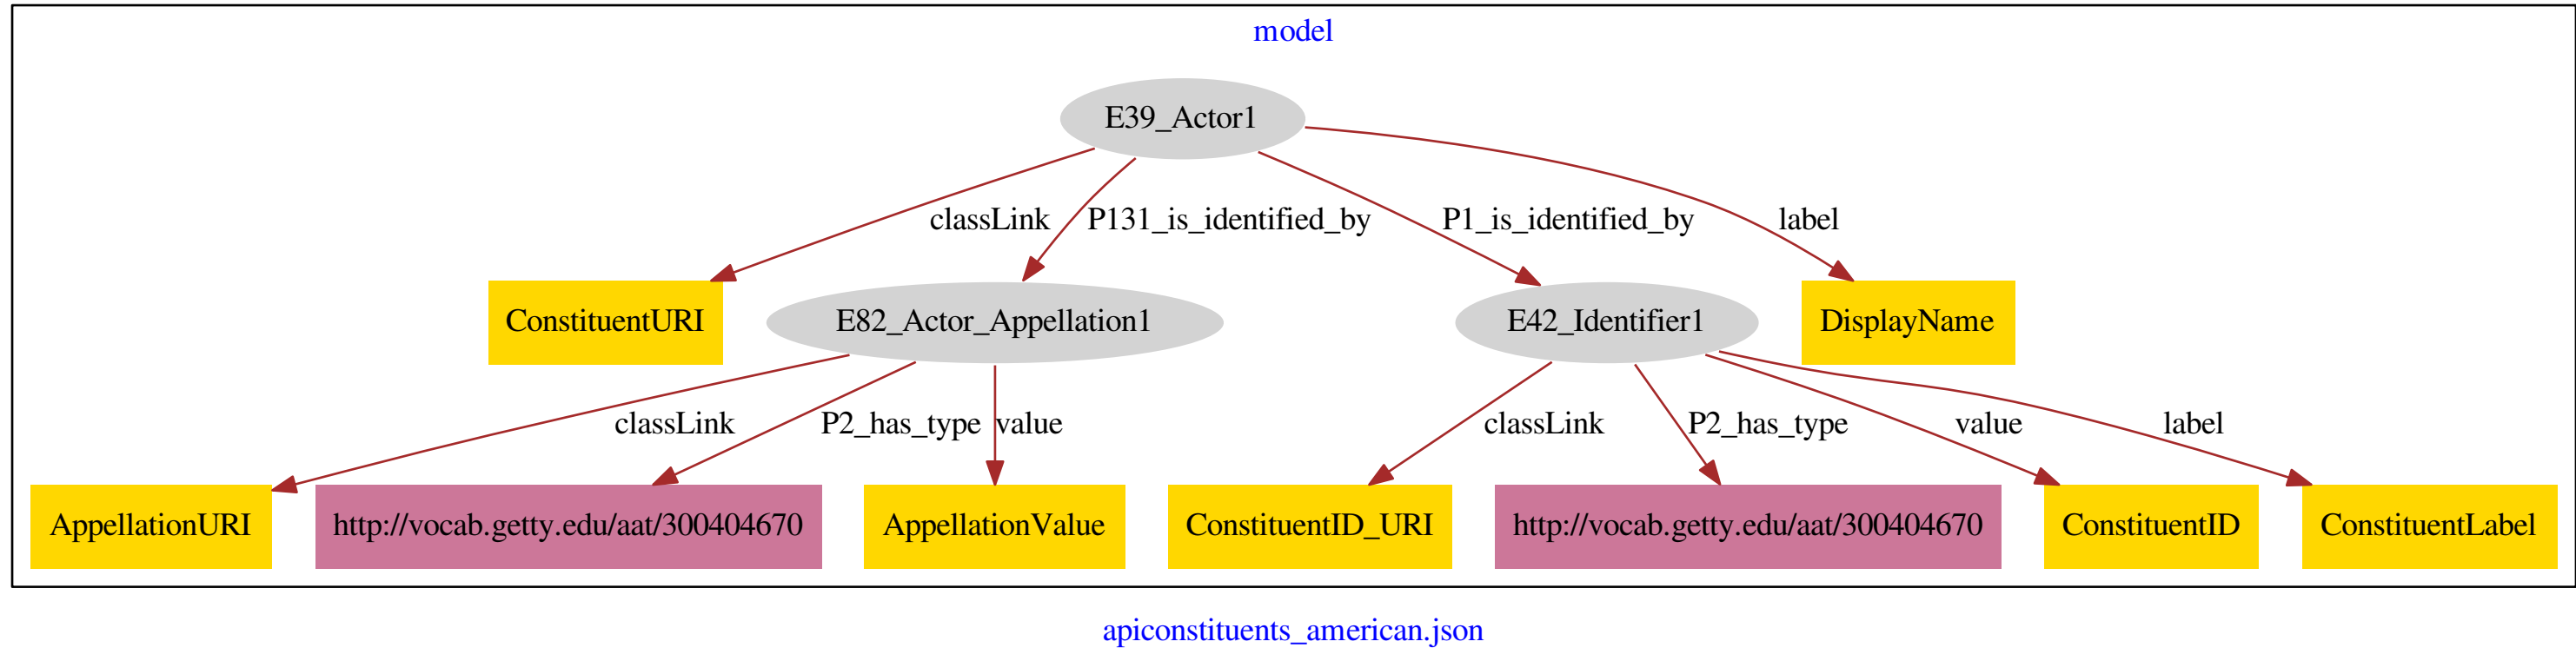 model
E39_Actor1
classLink
P131_is_identified_by
P1_is_identified_by
label
ConstituentURI
E82_Actor_Appellation1
E42_Identifier1
DisplayName
classLink
P2_has_type
value
classLink
P2_has_type
value
label
AppellationURI
http://vocab.getty.edu/aat/300404670
AppellationValue
ConstituentID_URI
http://vocab.getty.edu/aat/300404670
ConstituentID
ConstituentLabel
apiconstituents_american.json